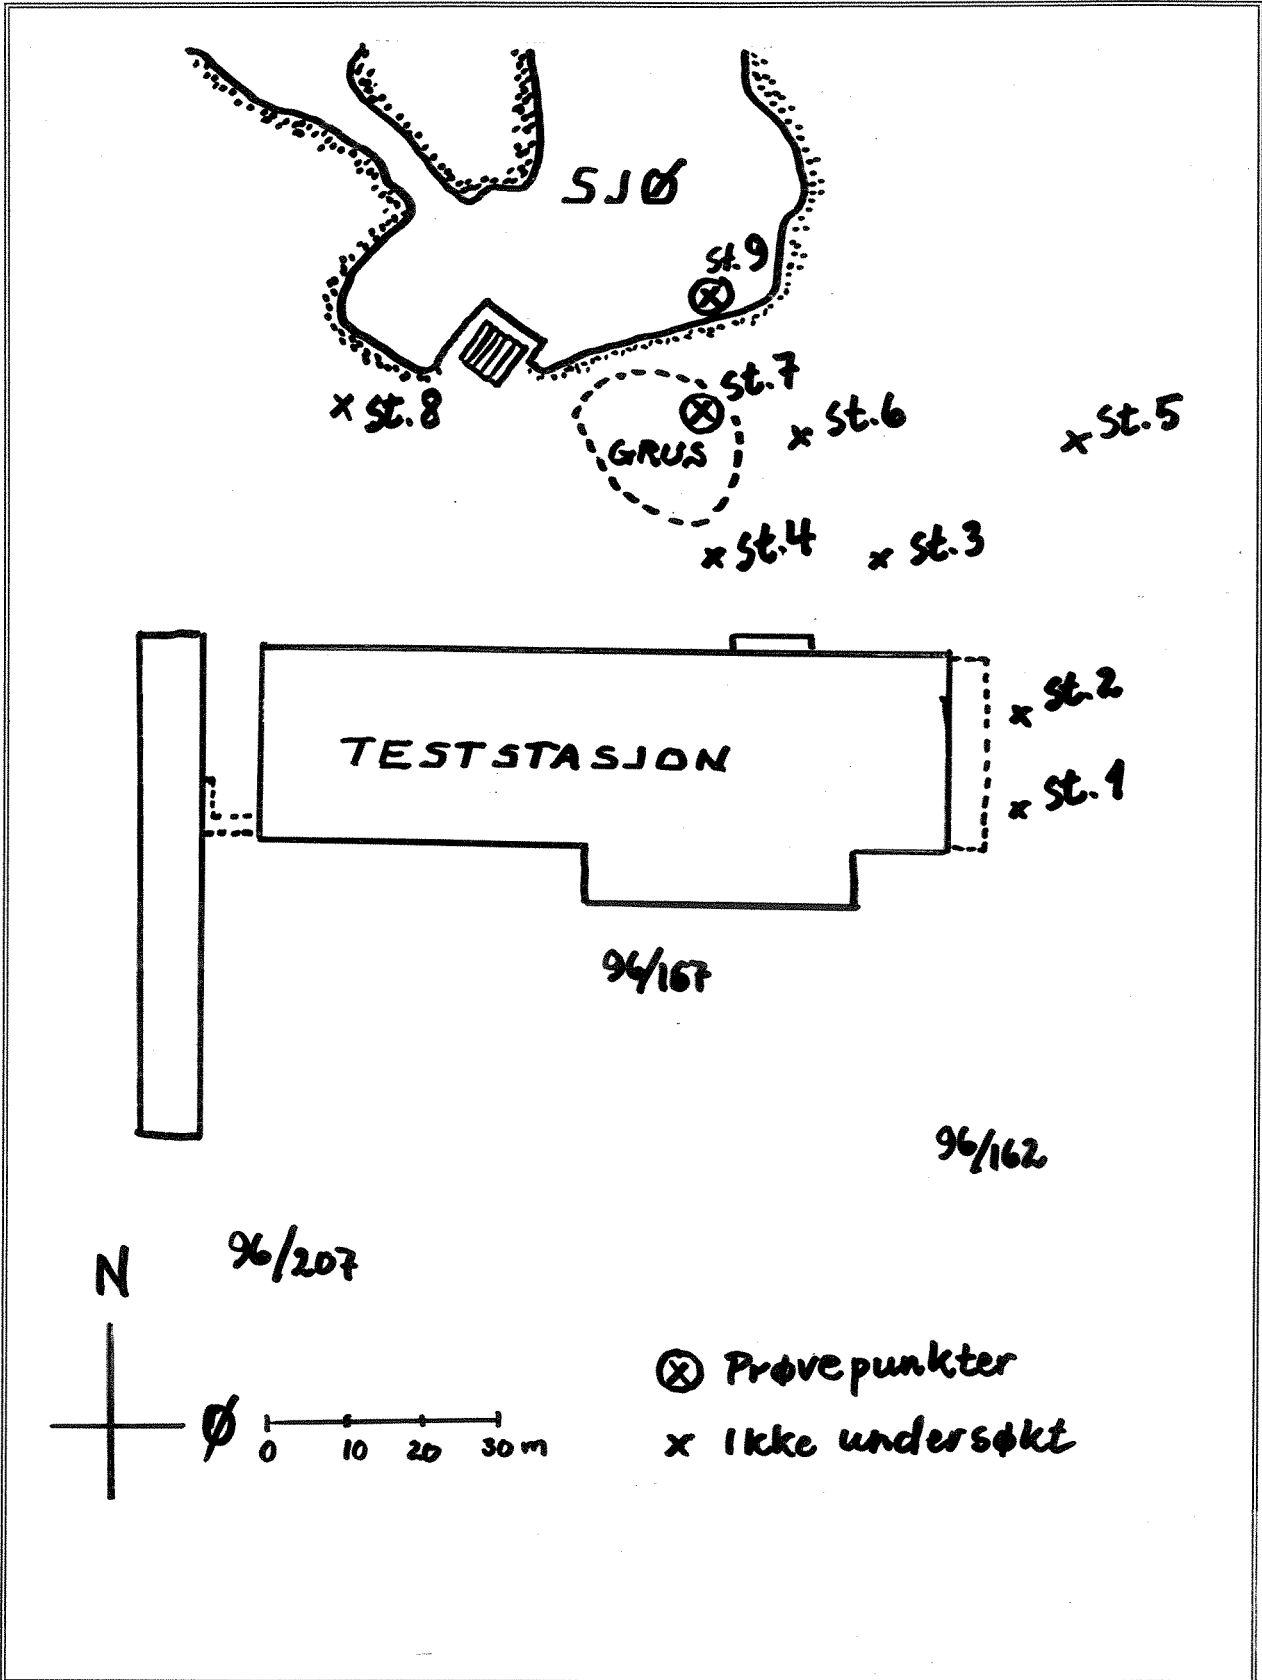 SJØ
st.9
st.7
st.8
st.6
st.5
GRUS
st.4
st.3
st.2
TESTSTASJON
st.1
96/167
96/162
96/207
N
Ø
0 10 20 30 m
Prøvepunkter
x Ikke undersøkt